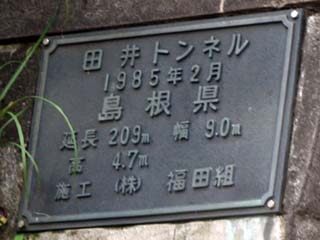 田井トンネル
1985年2月
島根県
延長 209m 幅 9.0m
高 4.7m
施工 (株) 福田組